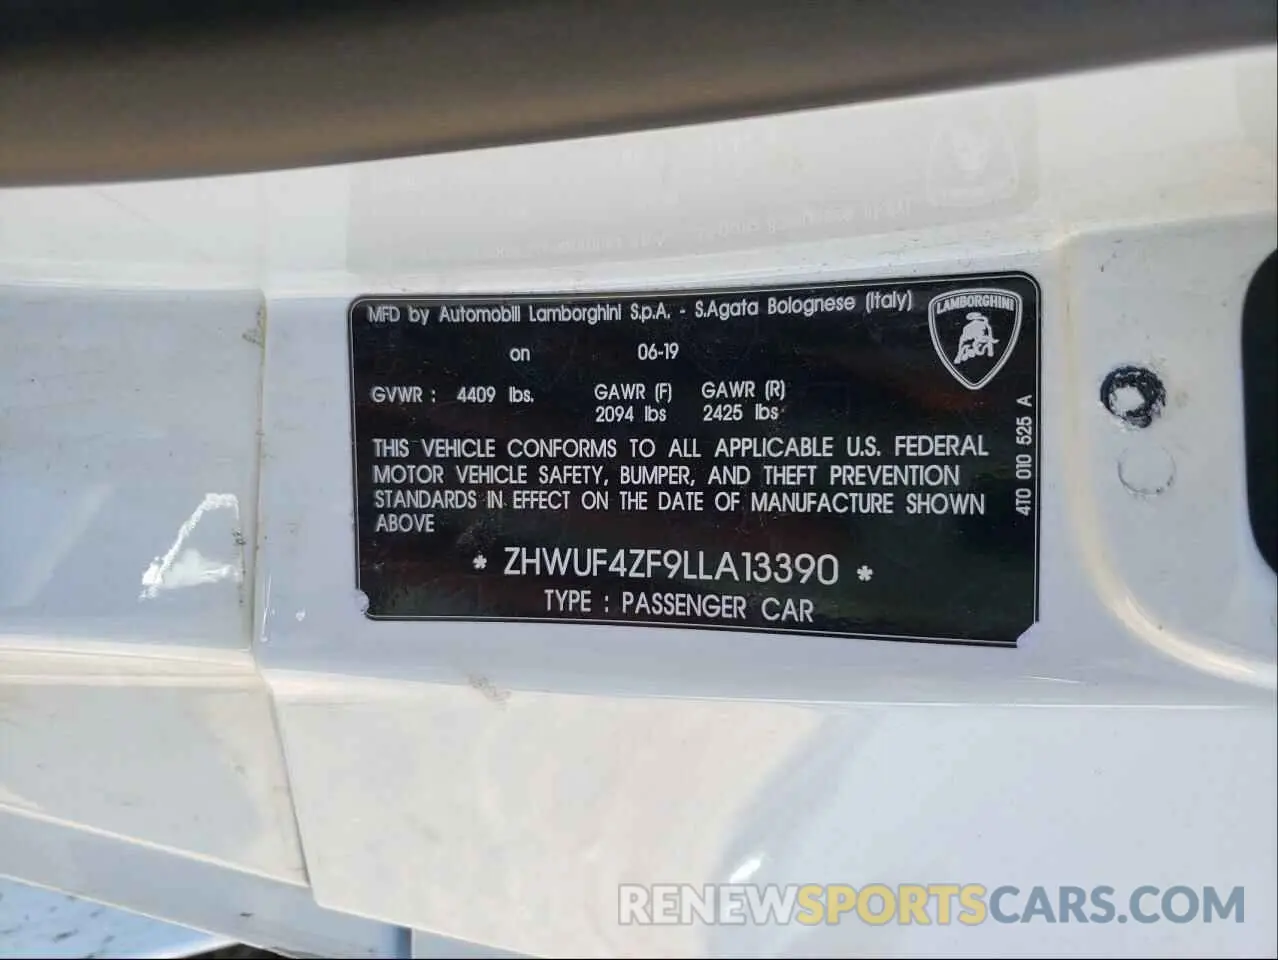 MFD by Automobili Lamborghini S.p.A. - S.Agata Bolognese (Italy)
LAMBORGHINI
on 06-19
GVWR : 4409 lbs. GAWR (F) GAWR (R)
2094 lbs 2425 lbs
THIS VEHICLE CONFORMS TO ALL APPLICABLE U.S. FEDERAL
MOTOR VEHICLE SAFETY, BUMPER, AND THEFT PREVENTION
STANDARDS IN EFFECT ON THE DATE OF MANUFACTURE SHOWN
ABOVE
* ZHWUF4ZF9LLA13390 *
TYPE : PASSENGER CAR
4T0 010 525 A
RENEWSPORTSCARS.COM